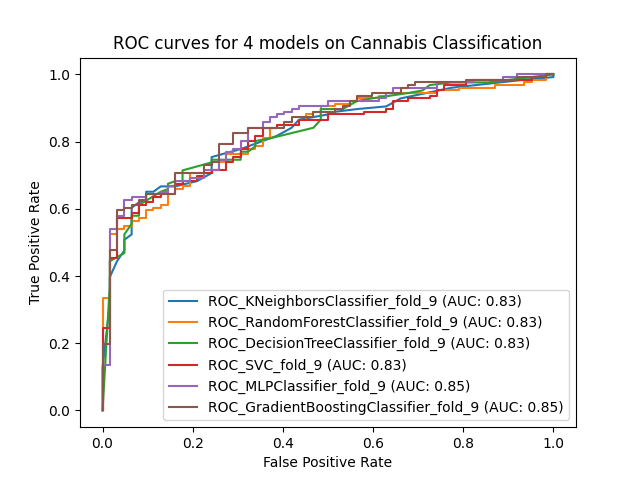 ROC curves for 4 models on Cannabis Classification
True Positive Rate
1.0
0.8
0.6
0.4
0.2
0.0
ROC_KNeighborsClassifier_fold_9 (AUC: 0.83)
ROC_RandomForestClassifier_fold_9 (AUC: 0.83)
ROC_DecisionTreeClassifier_fold_9 (AUC: 0.83)
ROC_SVC_fold_9 (AUC: 0.83)
ROC_MLPClassifier_fold_9 (AUC: 0.85)
ROC_GradientBoostingClassifier_fold_9 (AUC: 0.85)
0.0 0.2 0.4 0.6 0.8 1.0
False Positive Rate